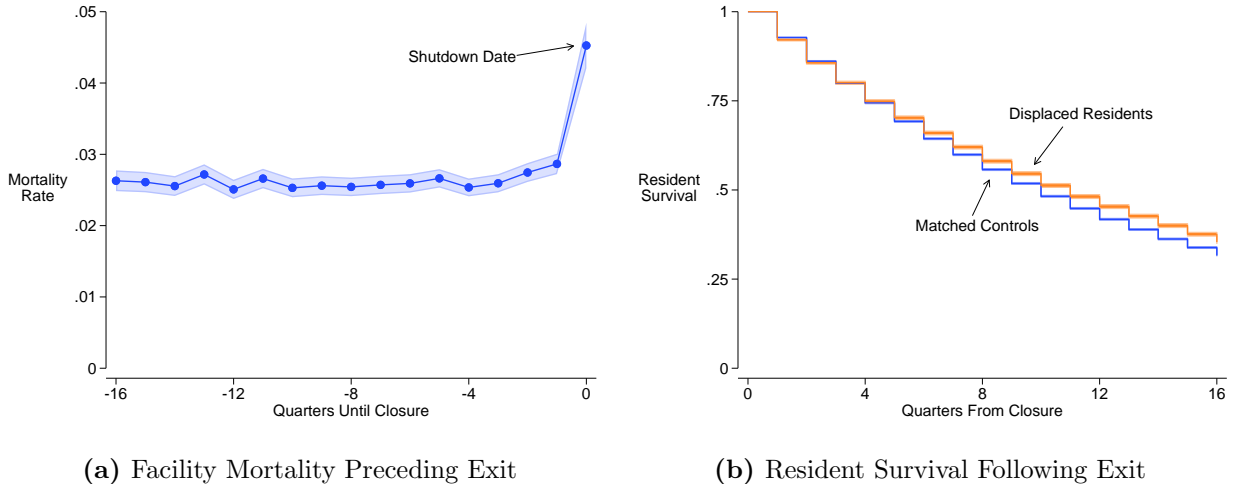 .05
.04
.03
.02
.01
0
Mortality
Rate
Shutdown Date
-16
-12
-8
-4
0
Quarters Until Closure
(a) Facility Mortality Preceding Exit
1
.75
.5
.25
0
Resident
Survival
Displaced Residents
Matched Controls
0
4
8
12
16
Quarters From Closure
(b) Resident Survival Following Exit